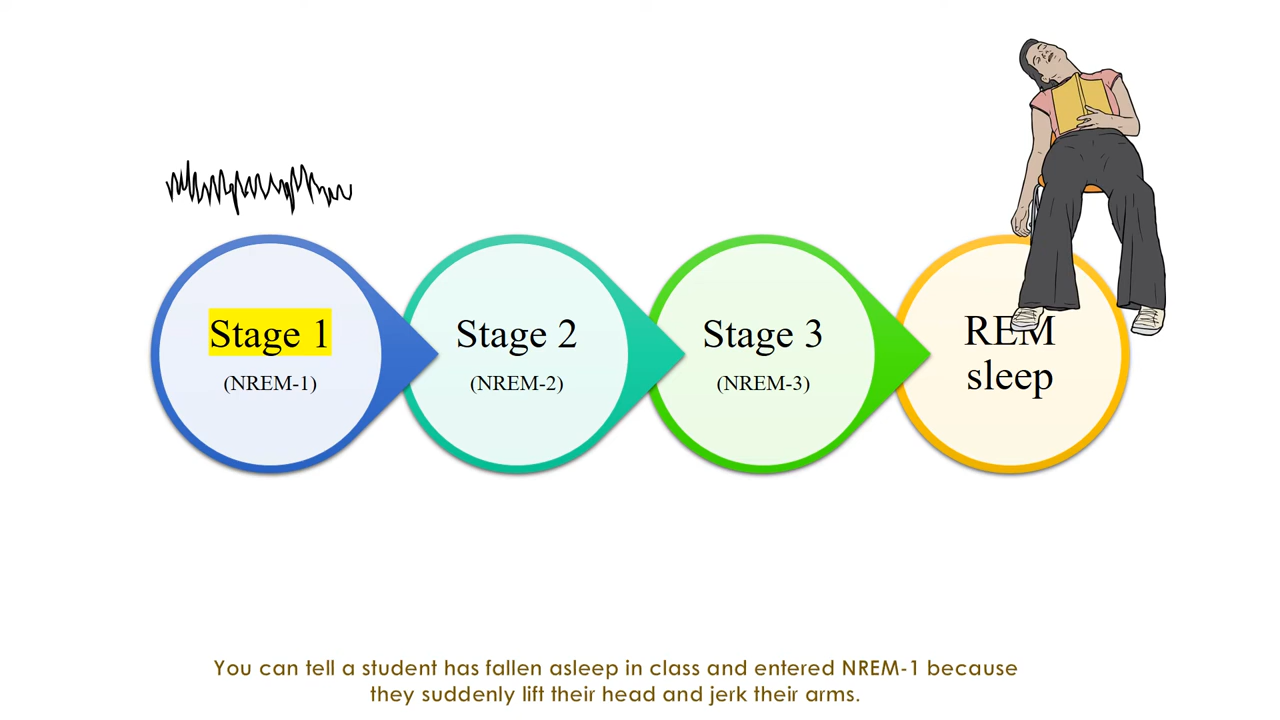 Stage 1
(NREM-1)
Stage 2
(NREM-2)
Stage 3
(NREM-3)
REM
sleep
You can tell a student has fallen asleep in class and entered NREM-1 because
they suddenly lift their head and jerk their arms.